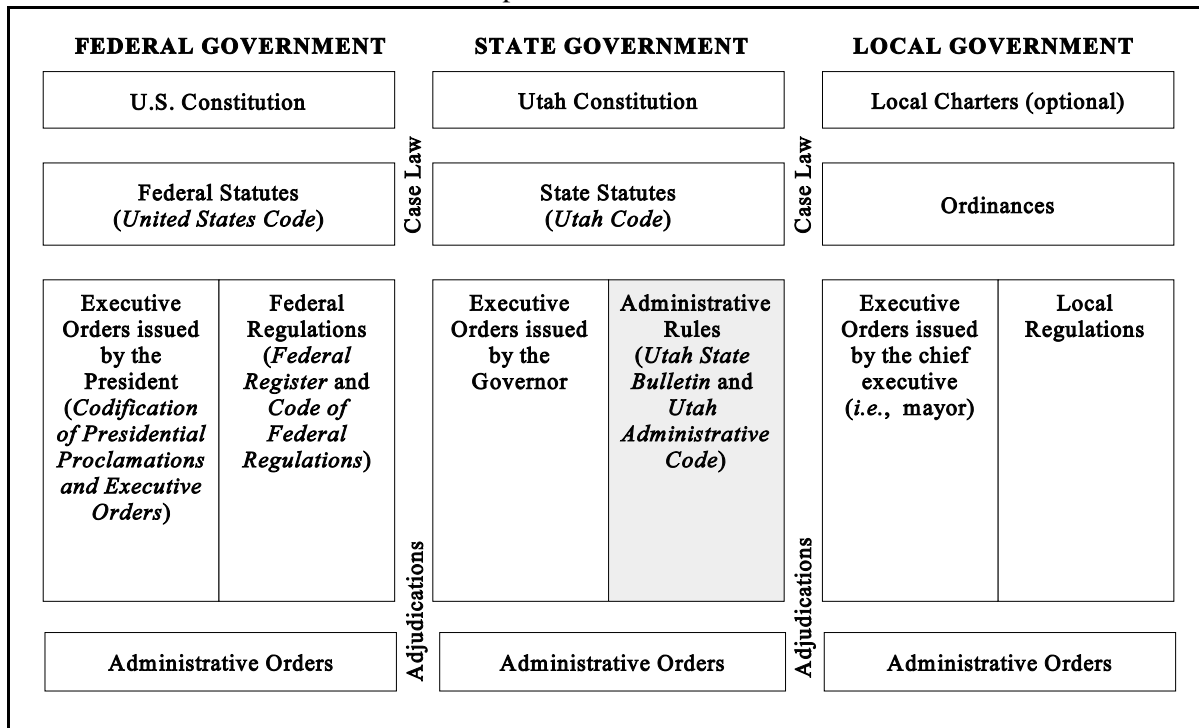 FEDERAL GOVERNMENT
U.S. Constitution
Federal Statutes
(United States Code)
Executive
Orders issued
by the
President
(Codification
of Presidential
Proclamations
and Executive
Orders)
Federal
Regulations
(Federal
Register and
Code of
Federal
Regulations)
Administrative Orders
Case Law
Adjudications
STATE GOVERNMENT
Utah Constitution
State Statutes
(Utah Code)
Executive
Orders issued
by the
Governor
Administrative
Rules
(Utah State
Bulletin and
Utah
Administrative
Code)
Administrative Orders
Case Law
Adjudications
LOCAL GOVERNMENT
Local Charters (optional)
Ordinances
Executive
Orders issued
by the chief
executive
(i.e., mayor)
Local
Regulations
Administrative Orders